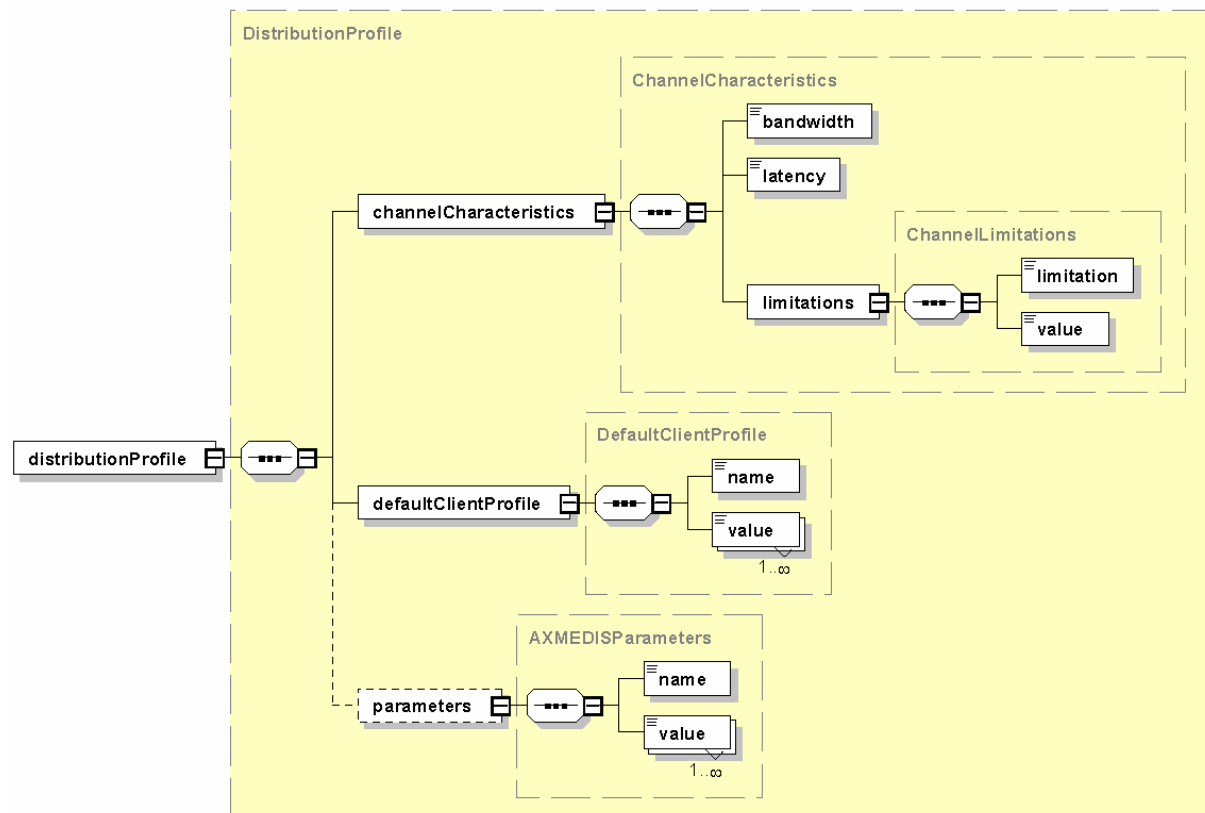 DistributionProfile
ChannelCharacteristics
bandwidth
latency
channelCharacteristics
ChannelLimitations
limitation
limitations
value
DefaultClientProfile
distributionProfile
name
defaultClientProfile
value
1..∞
AXMEDISParameters
name
parameters
value
1..∞